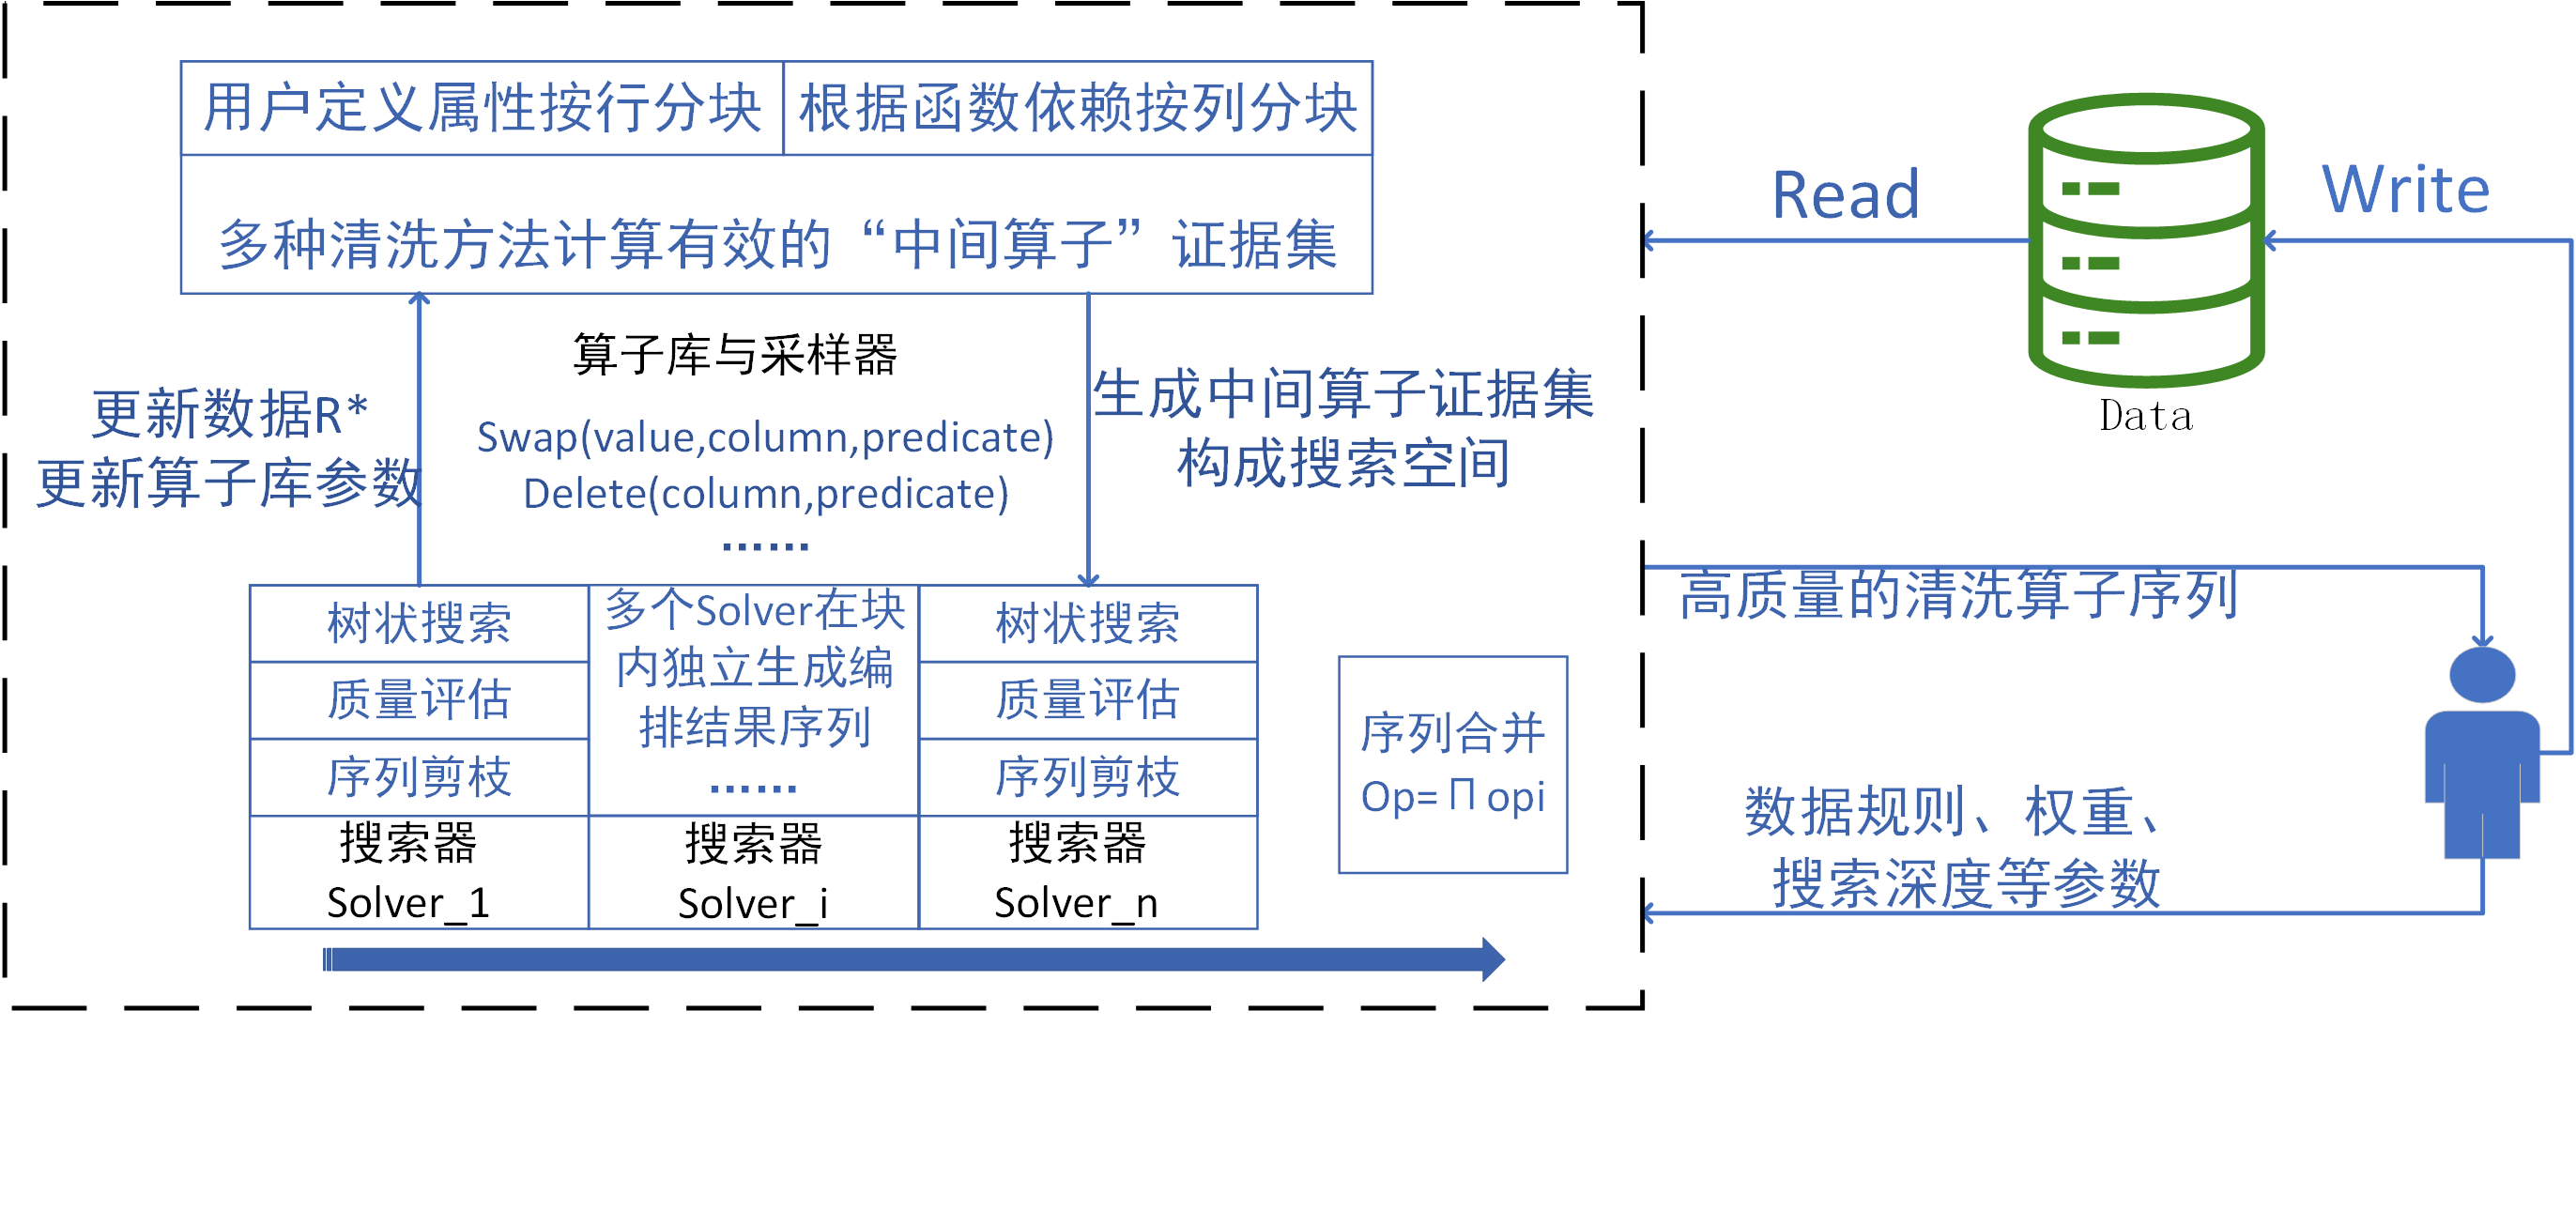 用户定义属性按行分块
根据函数依赖按列分块
多种清洗方法计算有效的“中间算子”证据集
算子库与采样器
更新数据R*
更新算子库参数
Swap(value,column,predicate)
Delete(column,predicate)
……
生成中间算子证据集
构成搜索空间
树状搜索
质量评估
序列剪枝
搜索器
Solver_1
多个Solver在块
内独立生成编
排结果序列
……
搜索器
Solver_i
树状搜索
质量评估
序列剪枝
搜索器
Solver_n
序列合并
Op=∏opi
Read
Write
Data
高质量的清洗算子序列
数据规则、权重、
搜索深度等参数